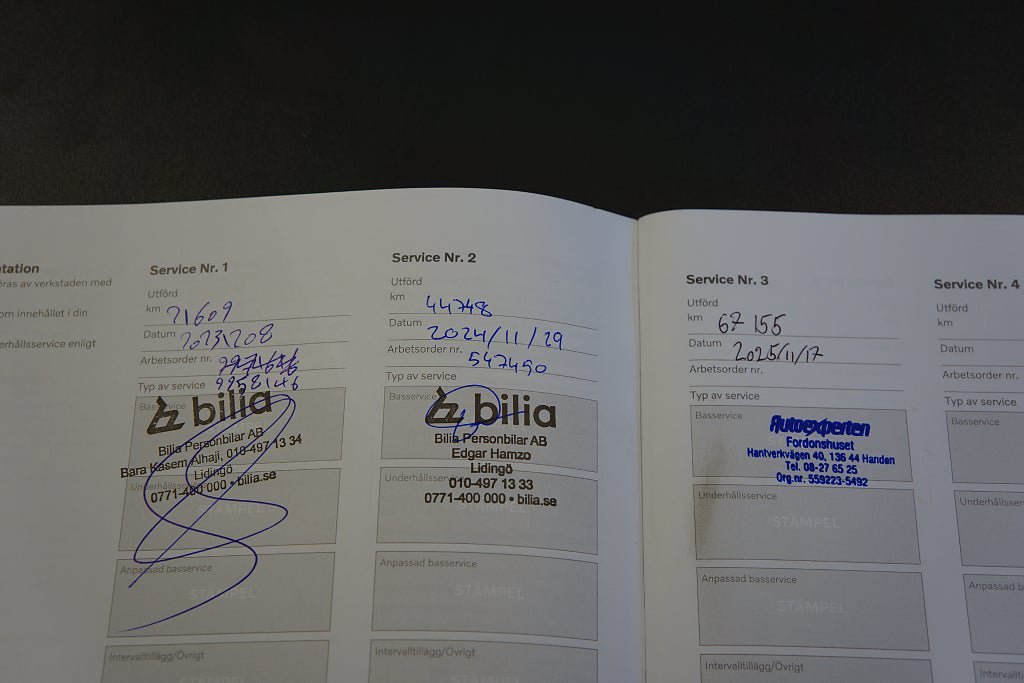 tation
öras av verkstaden med
om innehållet i din
erhållsservice enligt
Service Nr. 1
Utförd
km 21609
Datum 20231208
Arbetsorder nr.
Typ av service 9958146
Basservice
bilia
Bilia Personbilar AB
Bara Kasem Alhaji, 010-497 13 34
Lidingö
0771-400 000 • bilia.se
Underhållsservice
STÄMPEL
Anpassad basservice
STÄMPEL
Intervalltillägg/Övrigt
Service Nr. 2
Utförd
km 44748
Datum 2024/11/29
Arbetsorder nr. 547490
Typ av service
Basservice
bilia
Bilia Personbilar AB
Edgar Hamzo
Lidingö
010-497 13 33
0771-400 000 • bilia.se
Underhållsservice
STÄMPEL
Anpassad basservice
STÄMPEL
Intervalltillägg/Övrigt
Service Nr. 3
Utförd
km 67 155
Datum 2025/11/17
Arbetsorder nr.
Typ av service
Basservice
Autoexperten
Fordonshuset
Hantverkvägen 40, 136 44 Handen
Tel. 08-27 65 25
Org.nr. 559223-5492
Underhållsservice
STÄMPEL
Anpassad basservice
STÄMPEL
Intervalltillägg/Övrigt
Service Nr. 4
Utförd
km
Datum
Arbetsorder nr.
Typ av service
Basservice
Underhållsserv
Anpassad b
Intervalltil